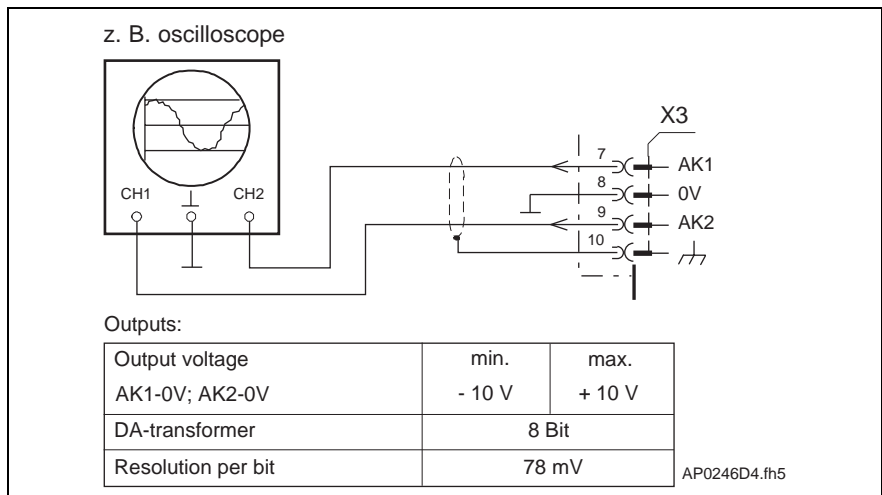 z. B. oscilloscope
X3
7 AK1
8 0V
CH1 CH2
9 AK2
10
Outputs:
Output voltage min. max.
AK1-0V; AK2-0V - 10 V + 10 V
DA-transformer 8 Bit
Resolution per bit 78 mV
AP0246D4.fh5